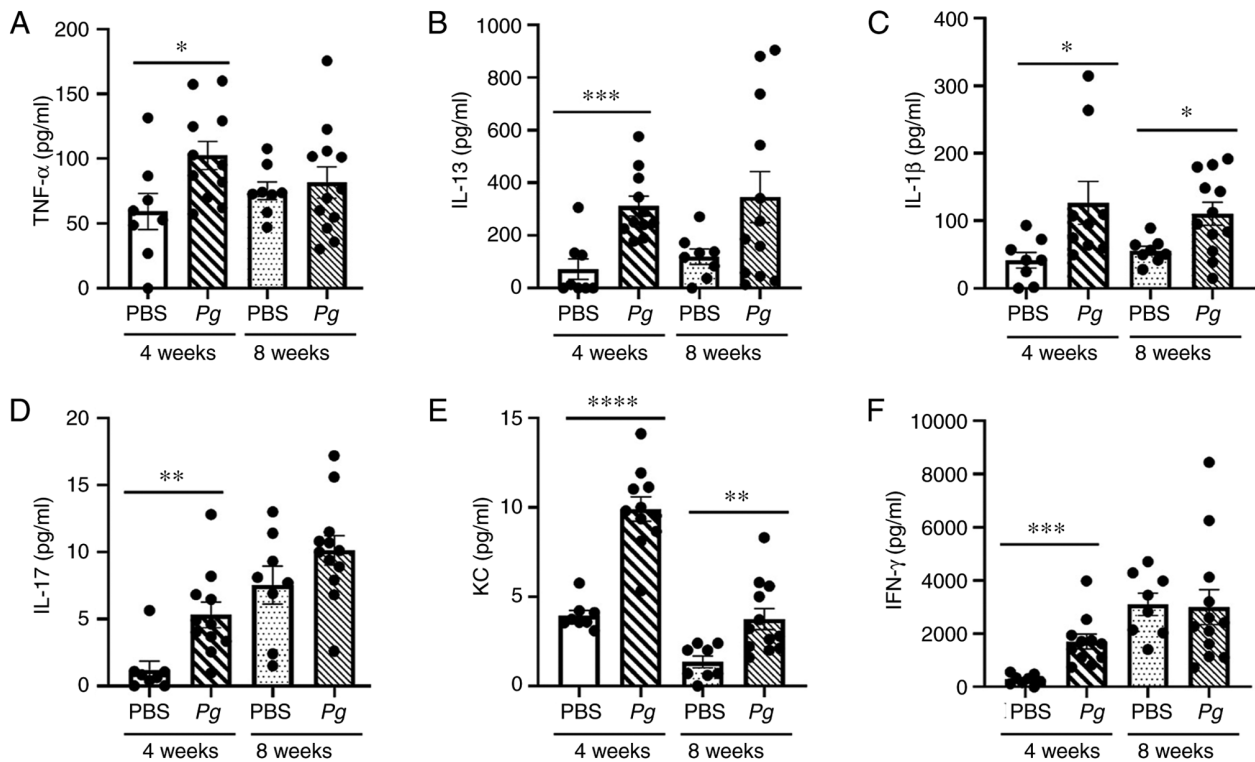 A
TNF-α (pg/ml)
200
150
100
50
0
*
PBS Pg PBS Pg
4 weeks 8 weeks
B
IL-13 (pg/ml)
1000
800
600
400
200
0
***
PBS Pg PBS Pg
4 weeks 8 weeks
C
IL-1β (pg/ml)
400
300
200
100
0
*
*
PBS Pg PBS Pg
4 weeks 8 weeks
D
IL-17 (pg/ml)
20
15
10
5
0
**
PBS Pg PBS Pg
4 weeks 8 weeks
E
KC (pg/ml)
15
10
5
0
****
**
PBS Pg PBS Pg
4 weeks 8 weeks
F
IFN-γ (pg/ml)
10000
8000
6000
4000
2000
0
***
PBS Pg PBS Pg
4 weeks 8 weeks